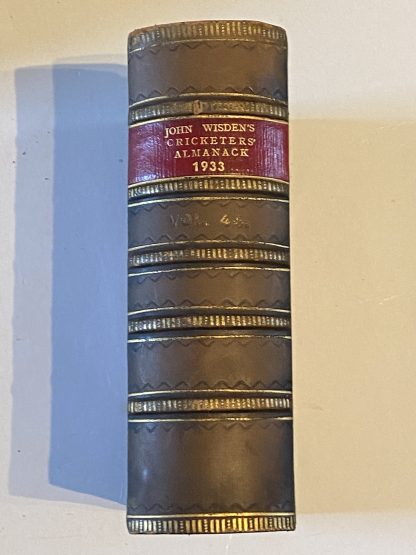 JOHN WISDEN'S
CRICKETERS'
ALMANACK
1933
VOL.